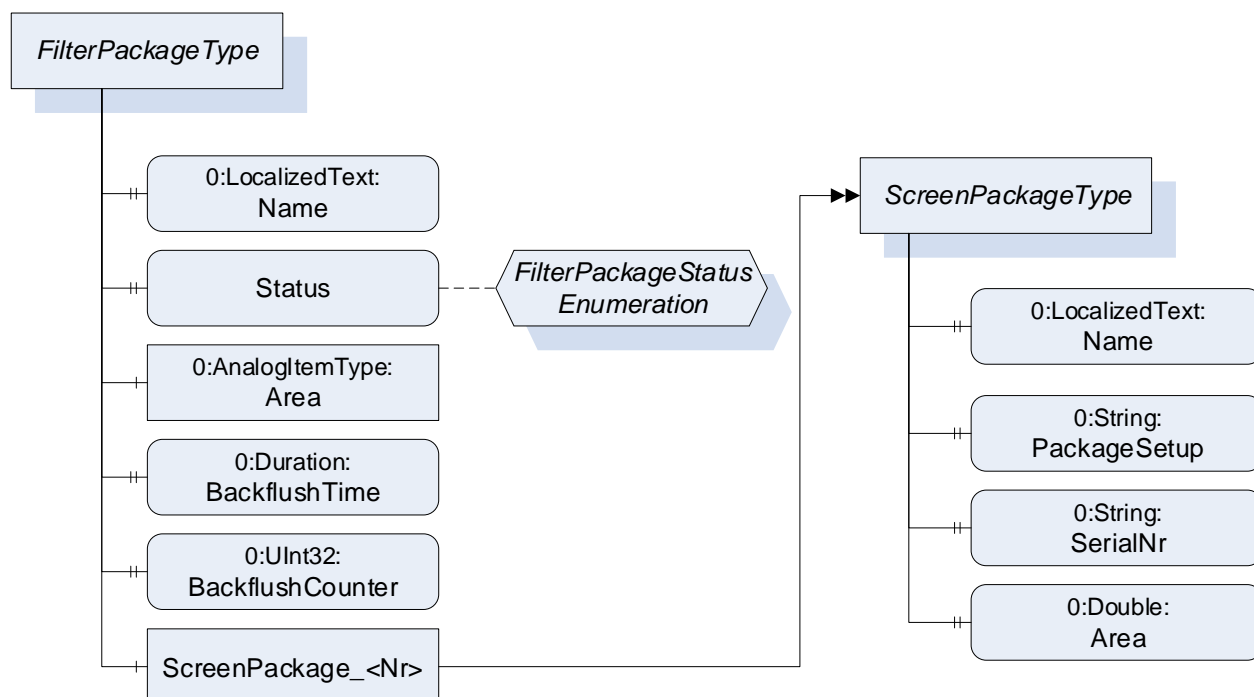 FilterPackageType
0:LocalizedText:
Name
Status
FilterPackageStatus
Enumeration
0:AnalogItemType:
Area
0:Duration:
BackflushTime
0:UInt32:
BackflushCounter
ScreenPackage_<Nr>
ScreenPackageType
0:LocalizedText:
Name
0:String:
PackageSetup
0:String:
SerialNr
0:Double:
Area